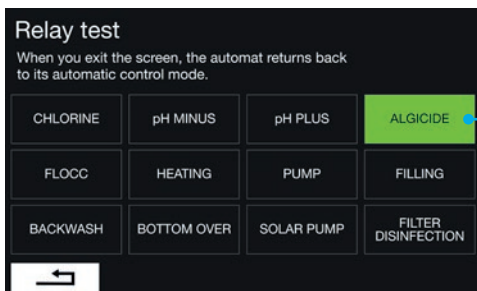 Relay test
When you exit the screen, the automat returns back
to its automatic control mode.
CHLORINE
pH MINUS
pH PLUS
ALGICIDE
FLOCC
HEATING
PUMP
FILLING
BACKWASH
BOTTOM OVER
SOLAR PUMP
FILTER
DISINFECTION